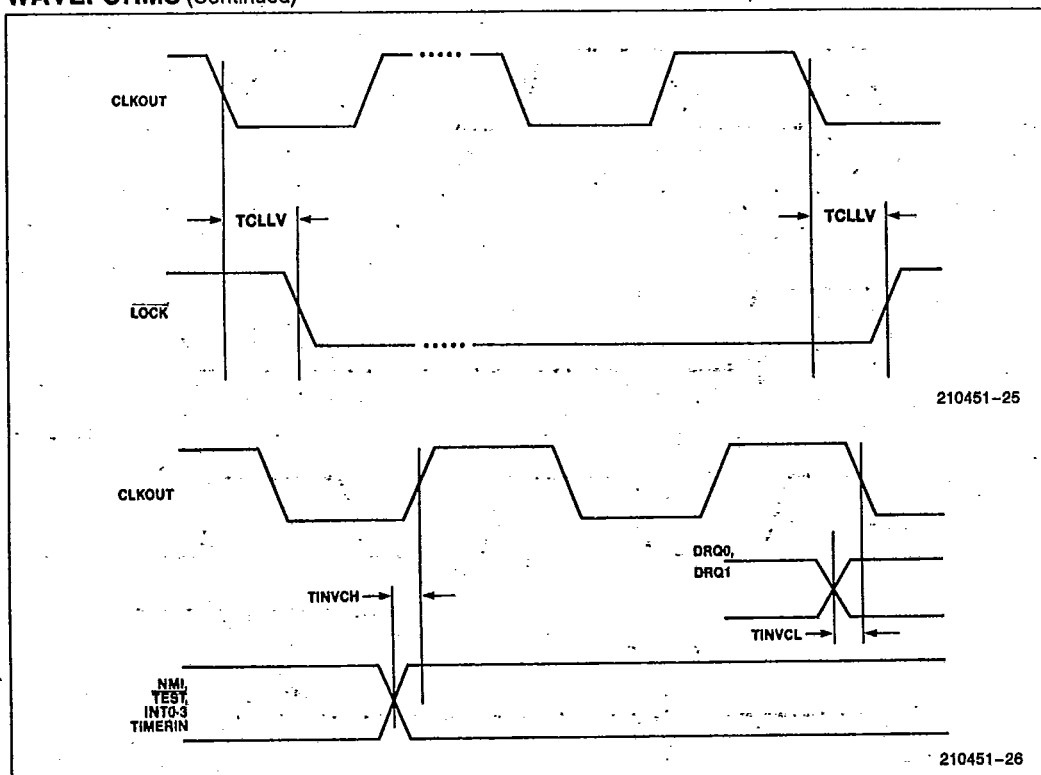 WAVEFORMS (Continued)
CLKOUT
TCLLV
TCLLV
LOCK
210451-25
CLKOUT
DRQ0,
DRQ1
TINVCH
TINVCL
NMI,
TEST,
INT0-3
TIMERIN
210451-26